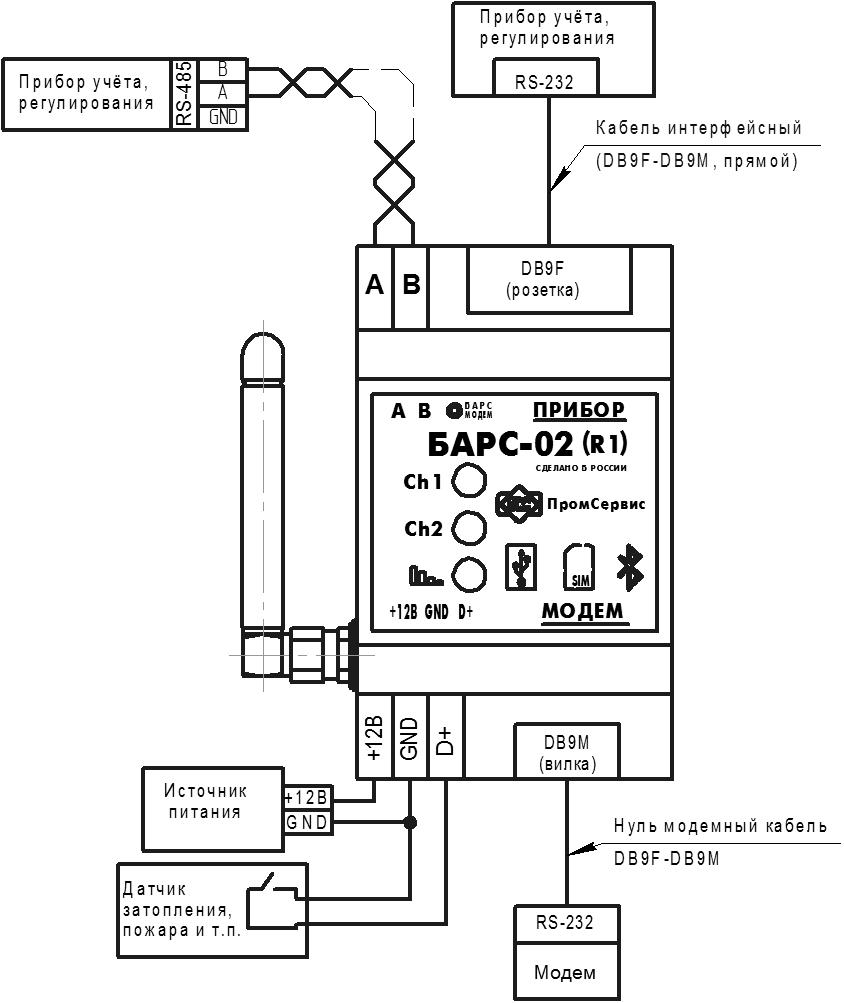 Прибор учёта,
регулирования
RS-485
B
A
GND
Прибор учёта,
регулирования
RS-232
Кабель интерфейсный
(DB9F-DB9M, прямой)
A B
DB9F
(розетка)
A B БАРС МОДЕМ ПРИБОР
БАРС-02 (R1)
СДЕЛАНО В РОССИИ
Ch1
ПромСервис
Ch2
SIM
+12В GND D+ МОДЕМ
+12В GND D+
DB9M
(вилка)
Источник
питания
+12В
GND
Нуль модемный кабель
DB9F-DB9M
Датчик
затопления,
пожара и т.п.
RS-232
Модем